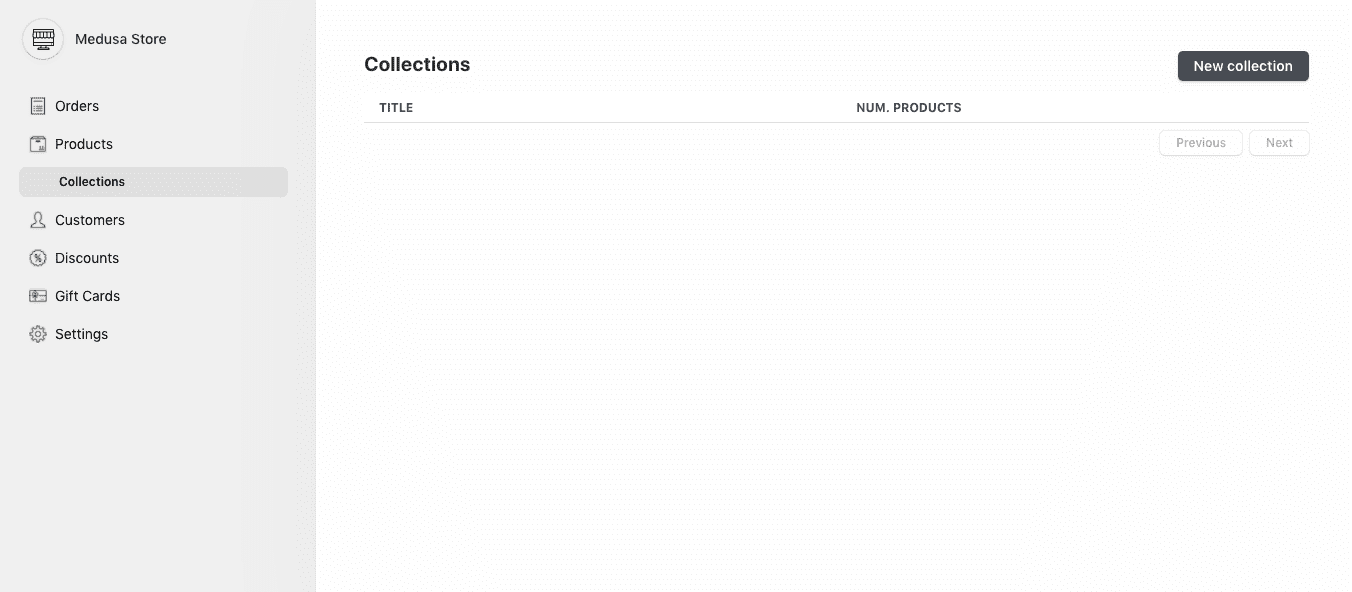 Medusa Store
Orders
Products
Collections
Customers
Discounts
Gift Cards
Settings
Collections
New collection
TITLE NUM. PRODUCTS
Previous Next